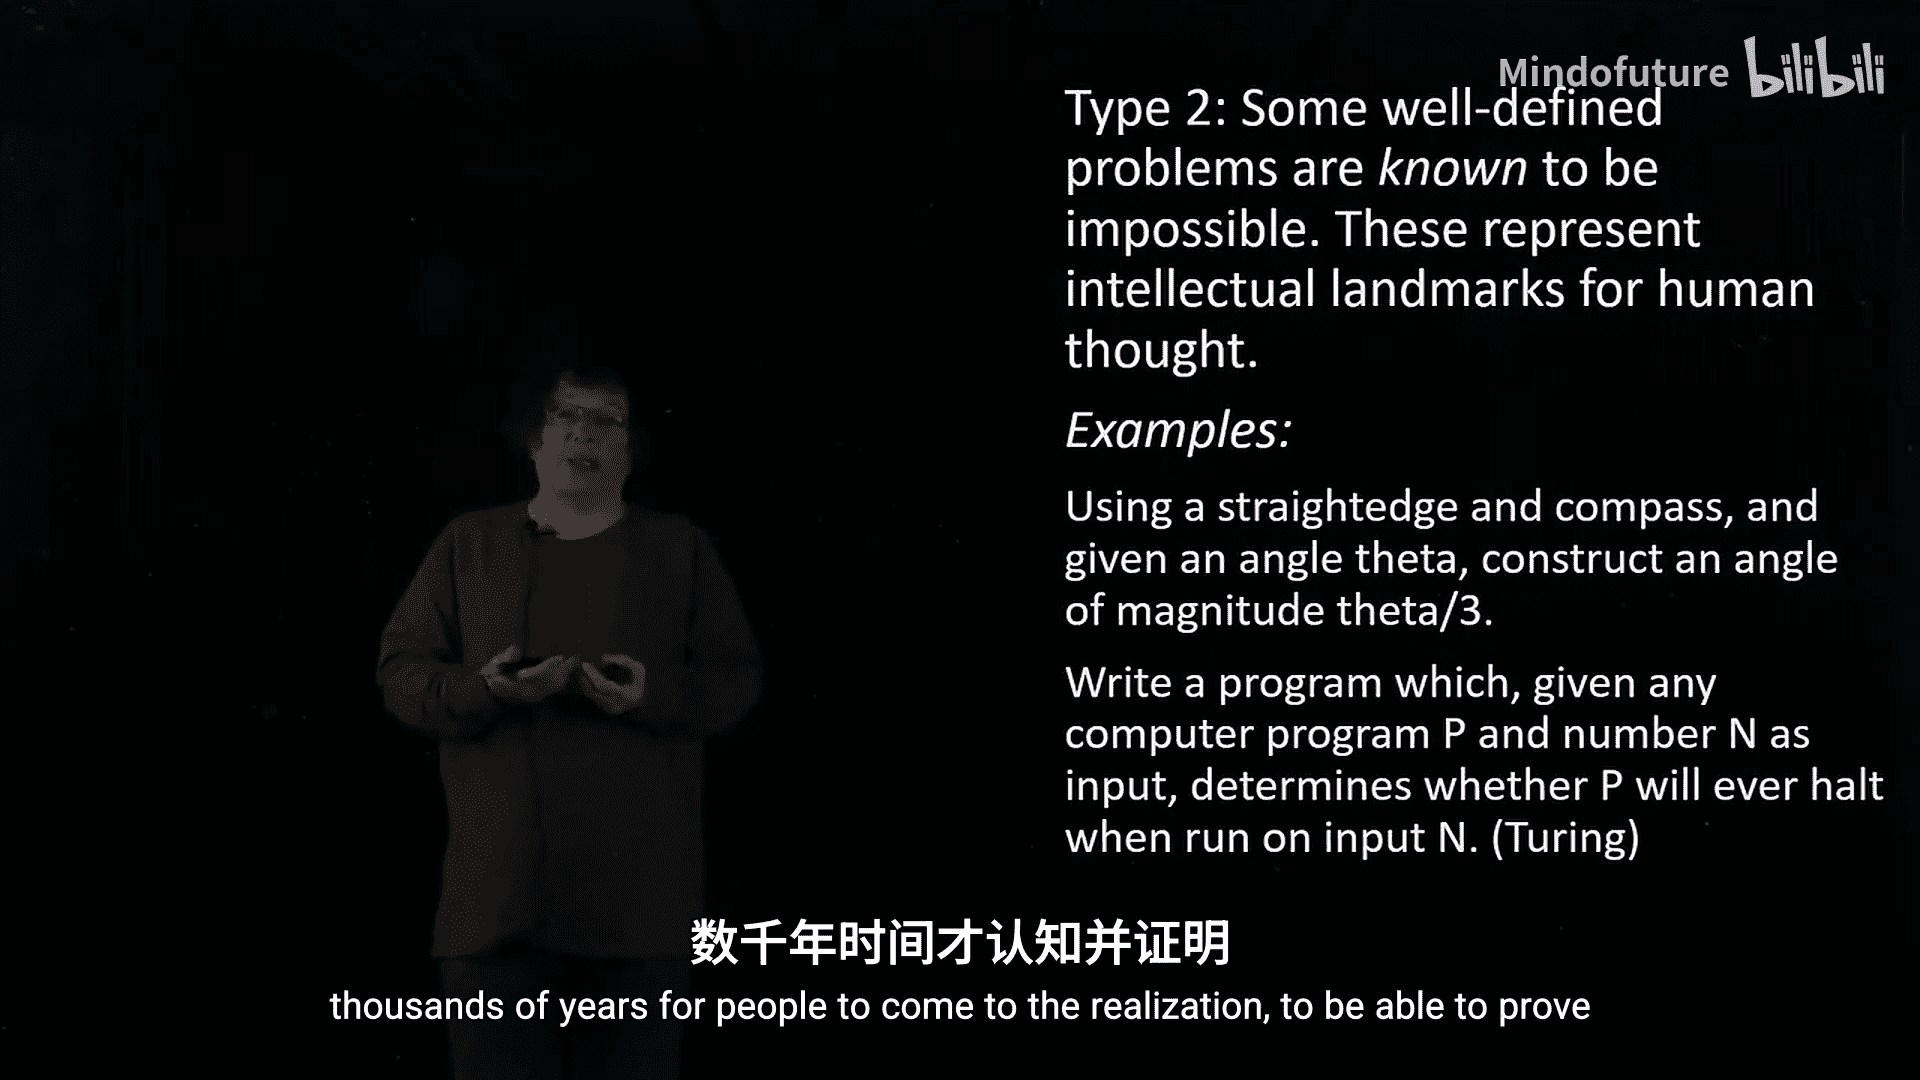 Mindofuture bilibili
Type 2: Some well-defined
problems are known to be
impossible. These represent
intellectual landmarks for human
thought.
Examples:
Using a straightedge and compass, and
given an angle theta, construct an angle
of magnitude theta/3.
Write a program which, given any
computer program P and number N as
input, determines whether P will ever halt
when run on input N. (Turing)
数千年时间才认知并证明
thousands of years for people to come to the realization, to be able to prove